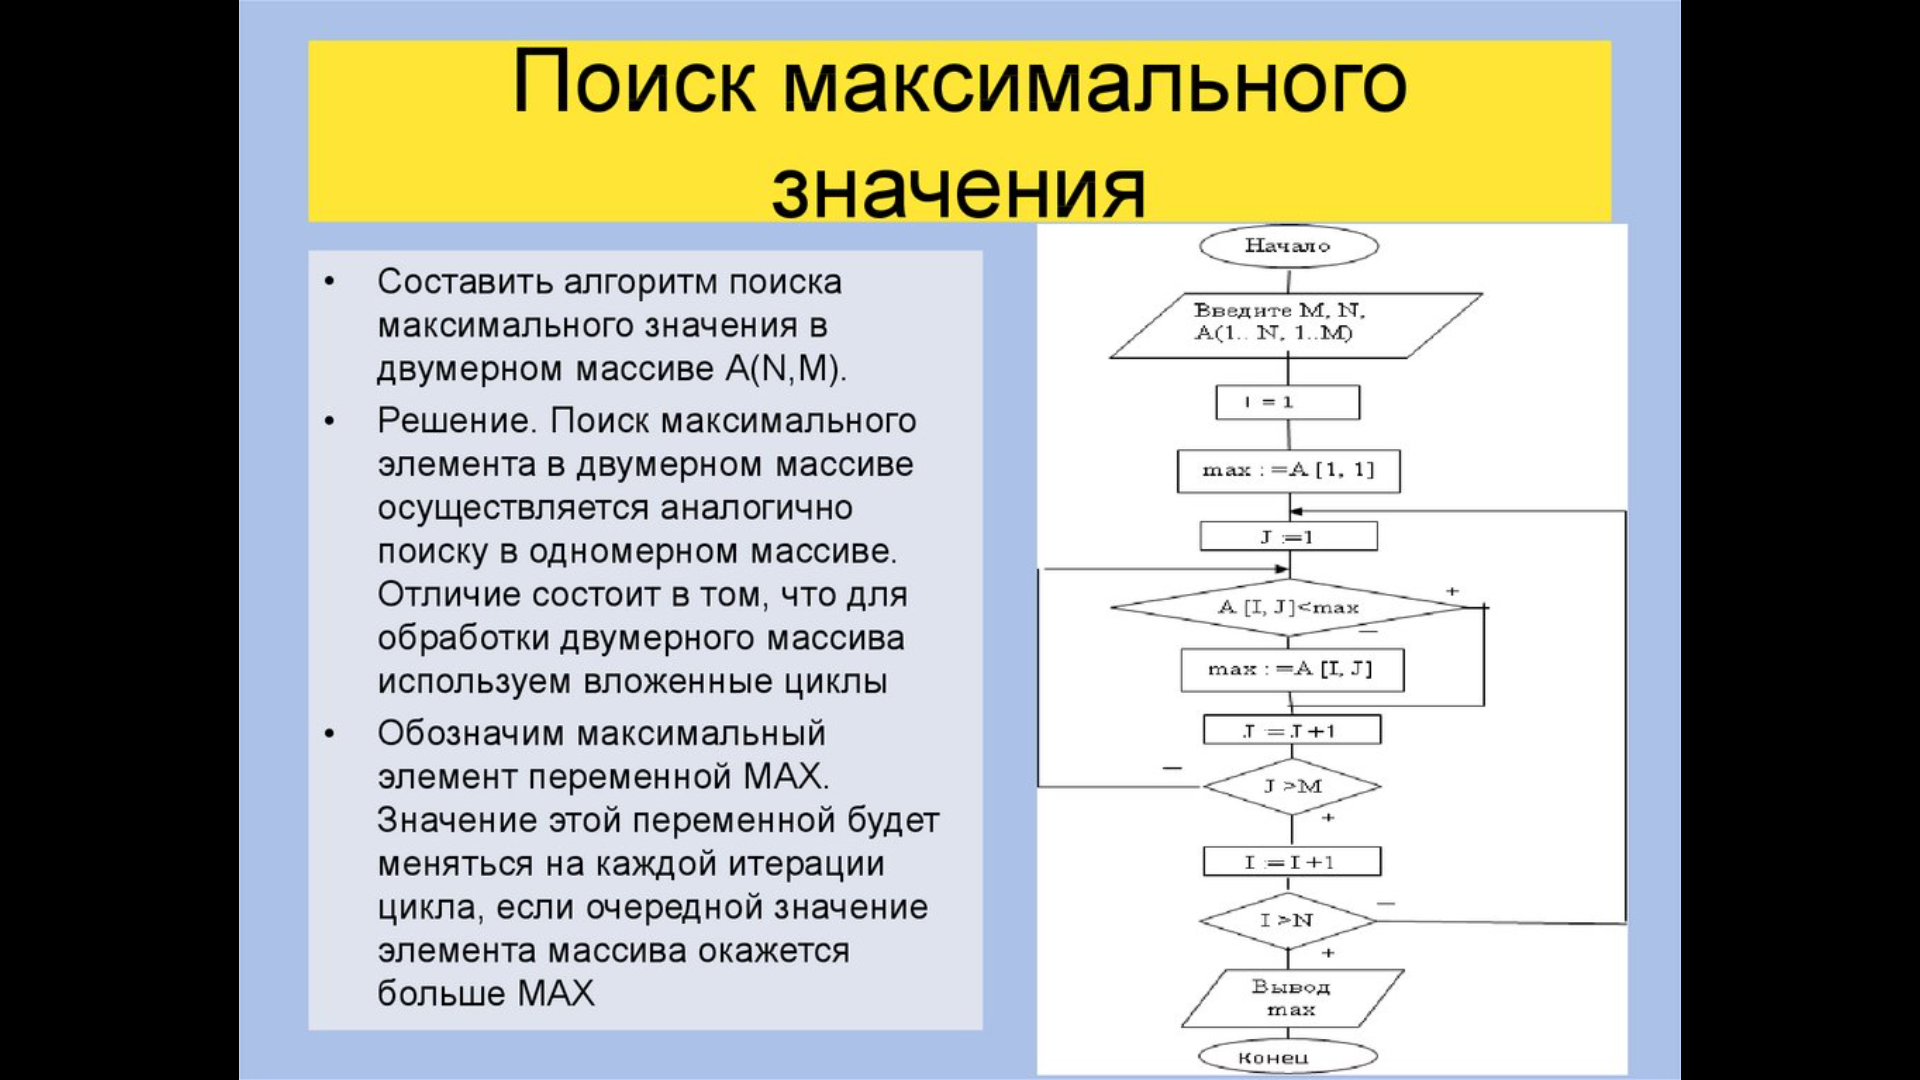 Поиск максимального
значения
• Составить алгоритм поиска
максимального значения в
двумерном массиве A(N,M).
• Решение. Поиск максимального
элемента в двумерном массиве
осуществляется аналогично
поиску в одномерном массиве.
Отличие состоит в том, что для
обработки двумерного массива
используем вложенные циклы
• Обозначим максимальный
элемент переменной MAX.
Значение этой переменной будет
меняться на каждой итерации
цикла, если очередной значение
элемента массива окажется
больше MAX
Начало
Введите M, N,
A(1.. N, 1..M)
I = 1
max :=A [1, 1]
J :=1
A [I, J]<max
+
−
max :=A [I, J]
J := J +1
−
J >M
+
I := I +1
−
I >N
+
Вывод
max
Конец